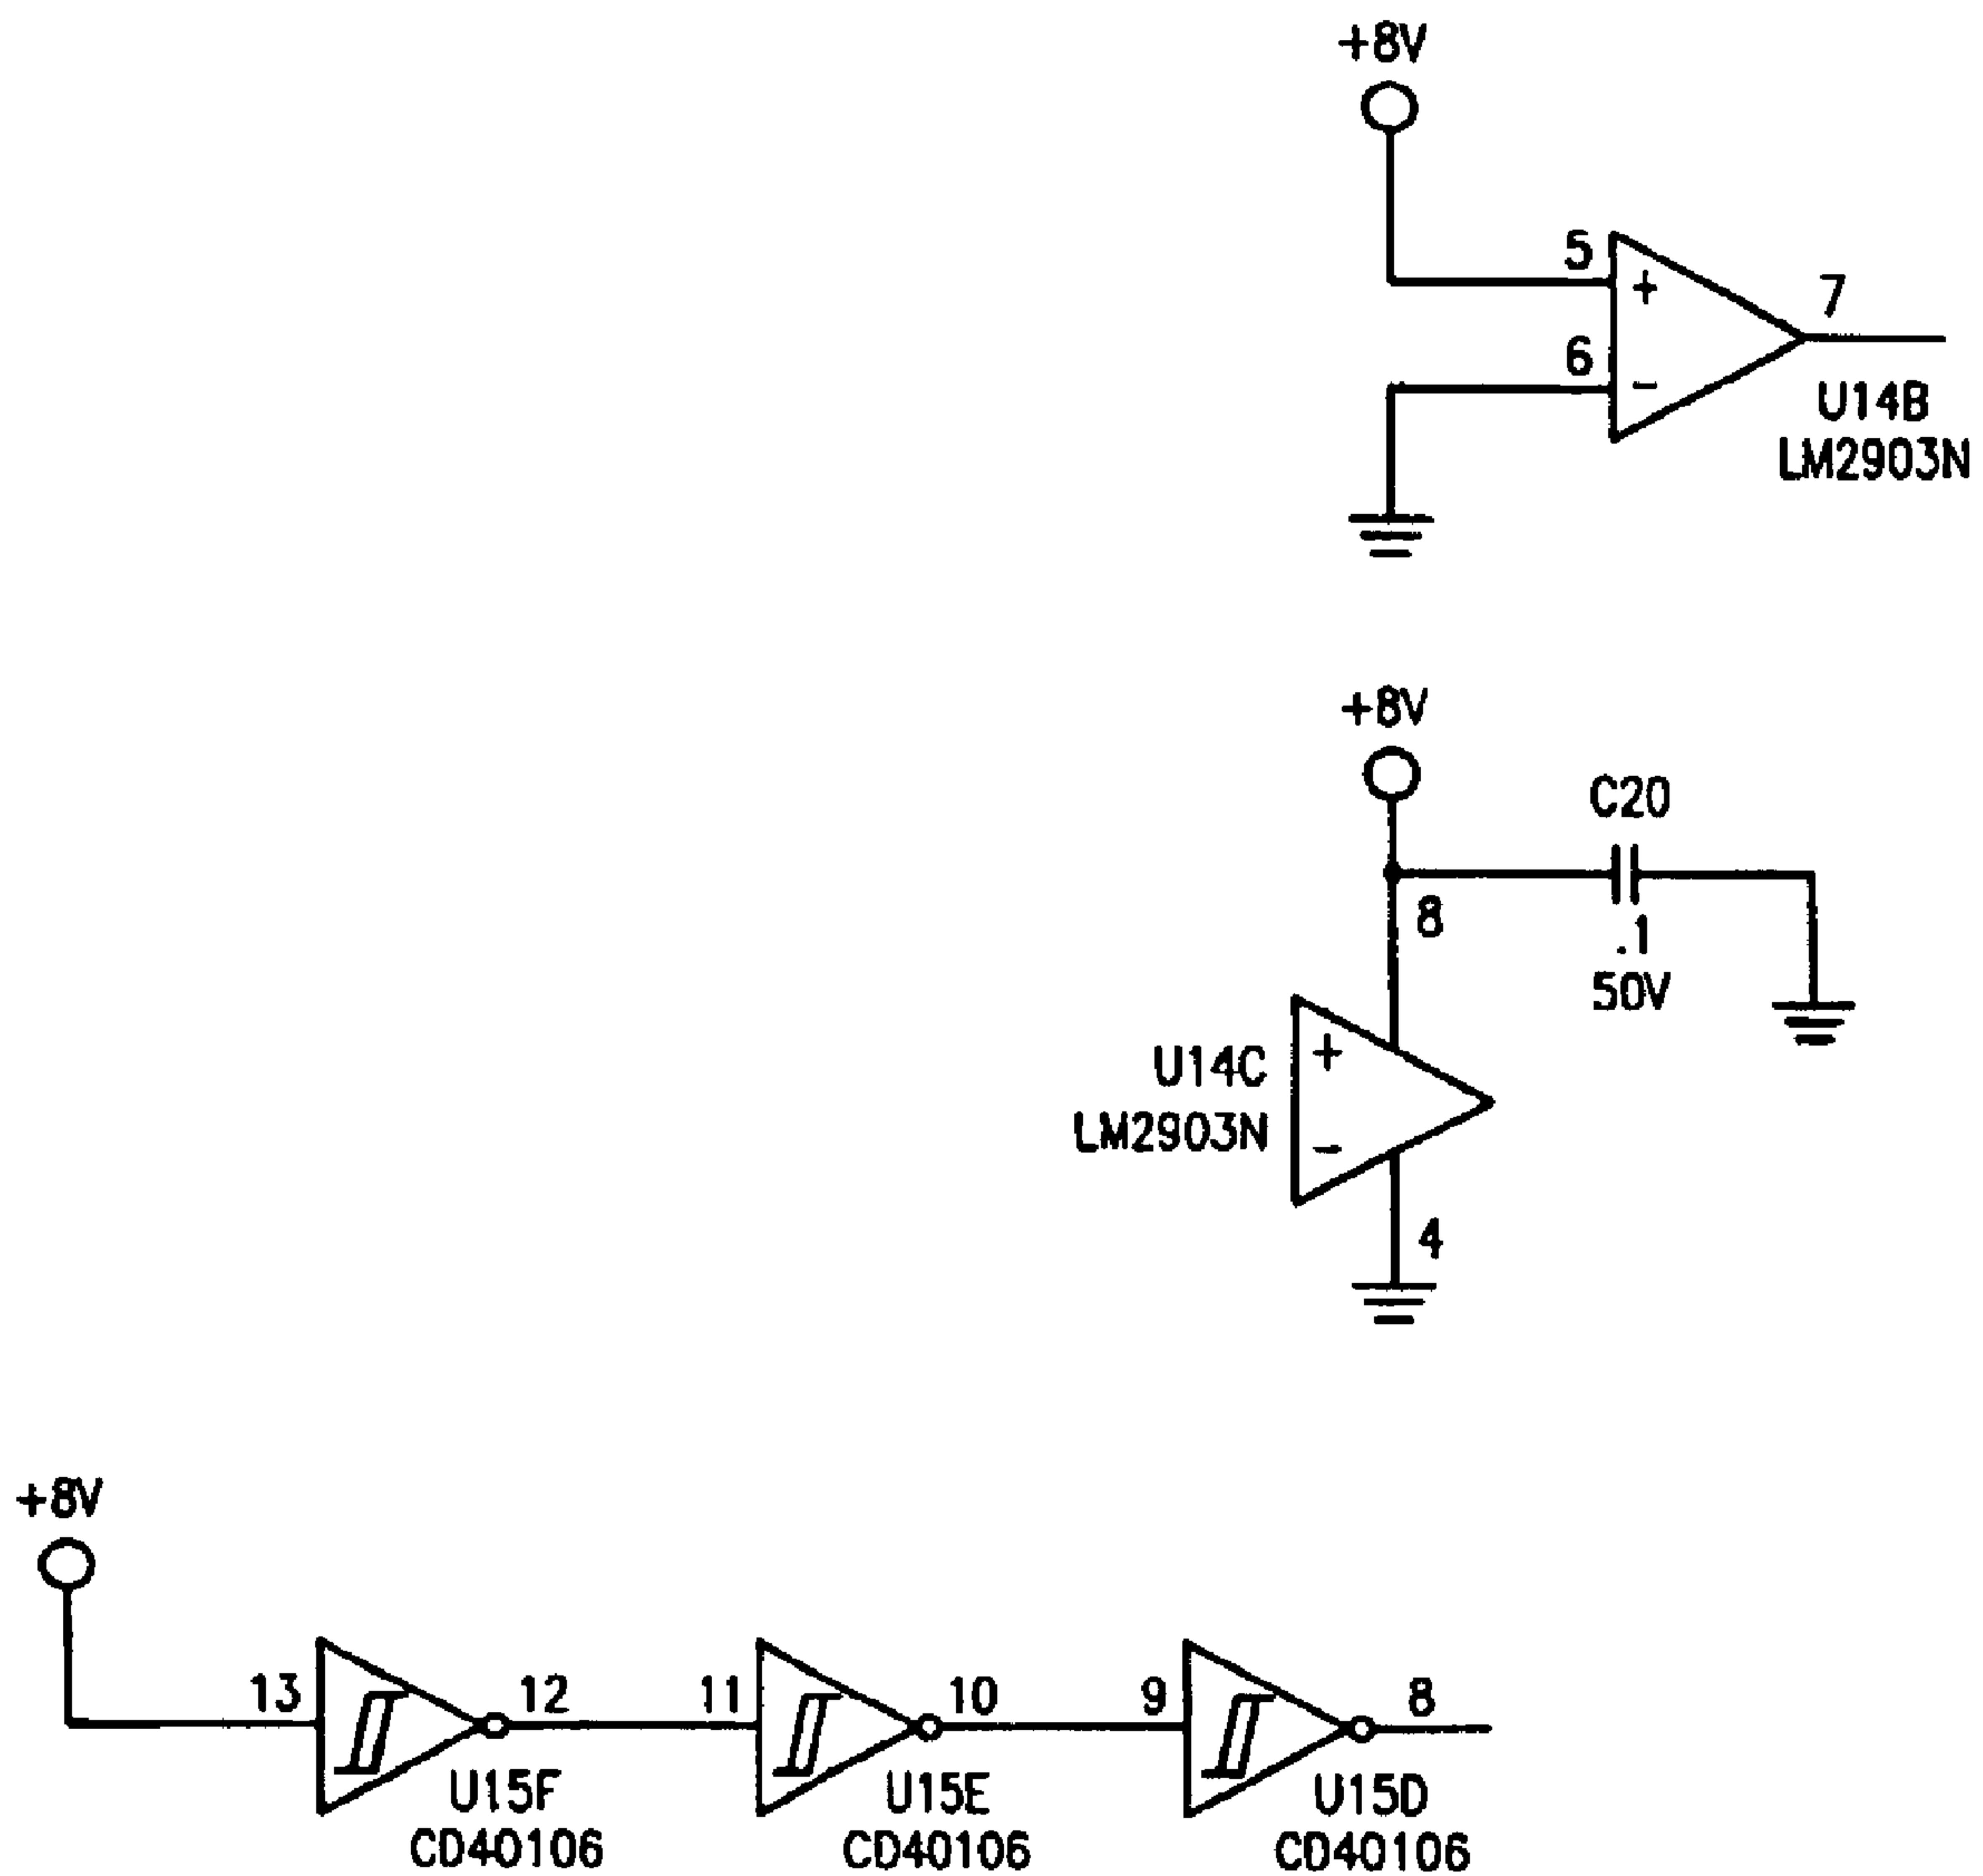 +8V
5
+
7
6
-
U14B
LM2903N
+8V
C20
8
.1
50V
U14C
LM2903N
+
-
4
+8V
13
12
11
10
9
8
U15F
CD40106
U15E
CD40106
U15D
CD40106